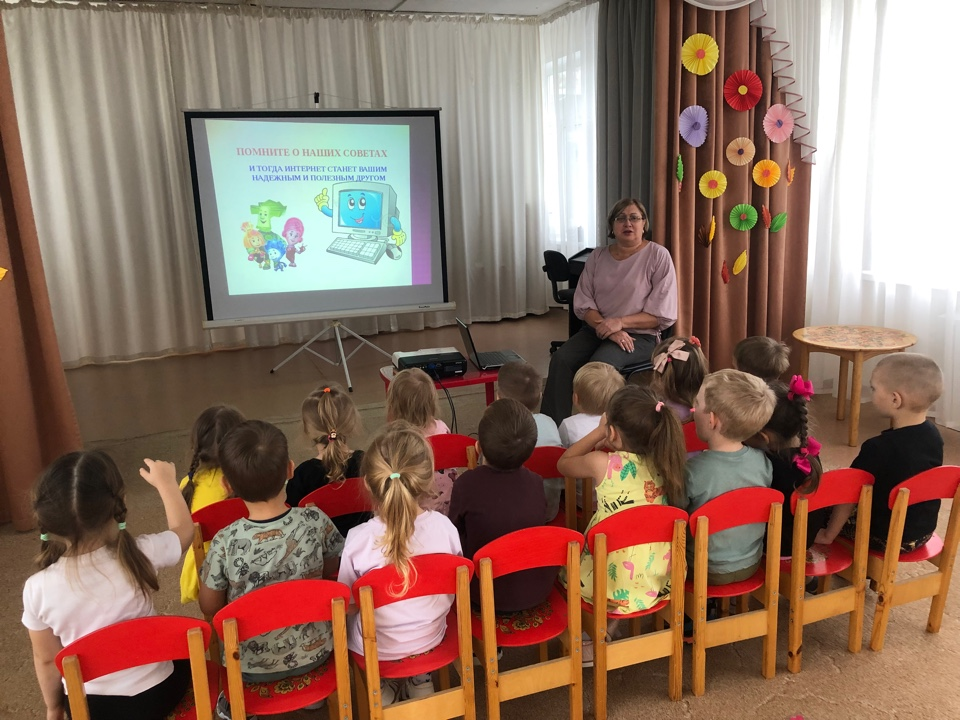 ПОМНИТЕ О НАШИХ СОВЕТАХ
И ТОГДА ИНТЕРНЕТ СТАНЕТ ВАШИМ
НАДЕЖНЫМ И ПОЛЕЗНЫМ ДРУГОМ